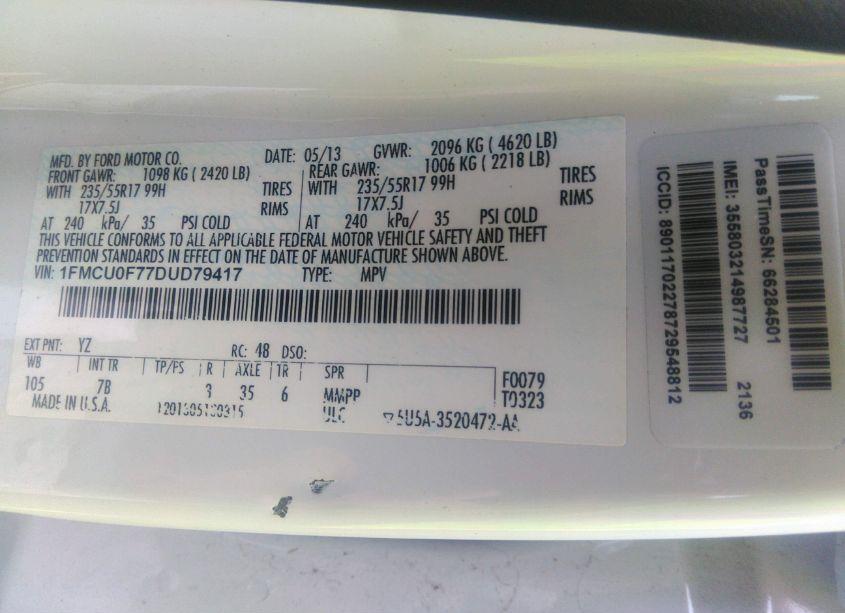 MFD. BY FORD MOTOR CO. DATE: 05/13 GVWR: 2096 KG ( 4620 LB)
FRONT GAWR: 1098 KG ( 2420 LB) REAR GAWR: 1006 KG ( 2218 LB)
WITH 235/55R17 99H TIRES WITH 235/55R17 99H TIRES
17X7.5J RIMS 17X7.5J RIMS
AT 240 kPa/ 35 PSI COLD AT 240 kPa/ 35 PSI COLD
THIS VEHICLE CONFORMS TO ALL APPLICABLE FEDERAL MOTOR VEHICLE SAFETY AND THEFT
PREVENTION STANDARDS IN EFFECT ON THE DATE OF MANUFACTURE SHOWN ABOVE.
VIN: 1FMCU0F77DUD79417 TYPE: MPV
EXT PNT: YZ RC: 48 DSO:
WB INT TR TP/PS R AXLE TR SPR
105 7B 3 35 6 MMPP F0079
MADE IN U.S.A. ULC T0323
5U5A-3520472-AA
PassTimeSN: 66284501
IMEI: 355803214987727 2136
ICCID: 89011702278729548812